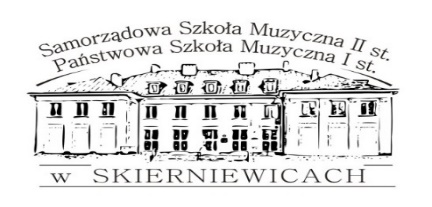 Samorządowa Szkoła Muzyczna II st.
Państwowa Szkoła Muzyczna I st.
w SKIERNIEWICACH